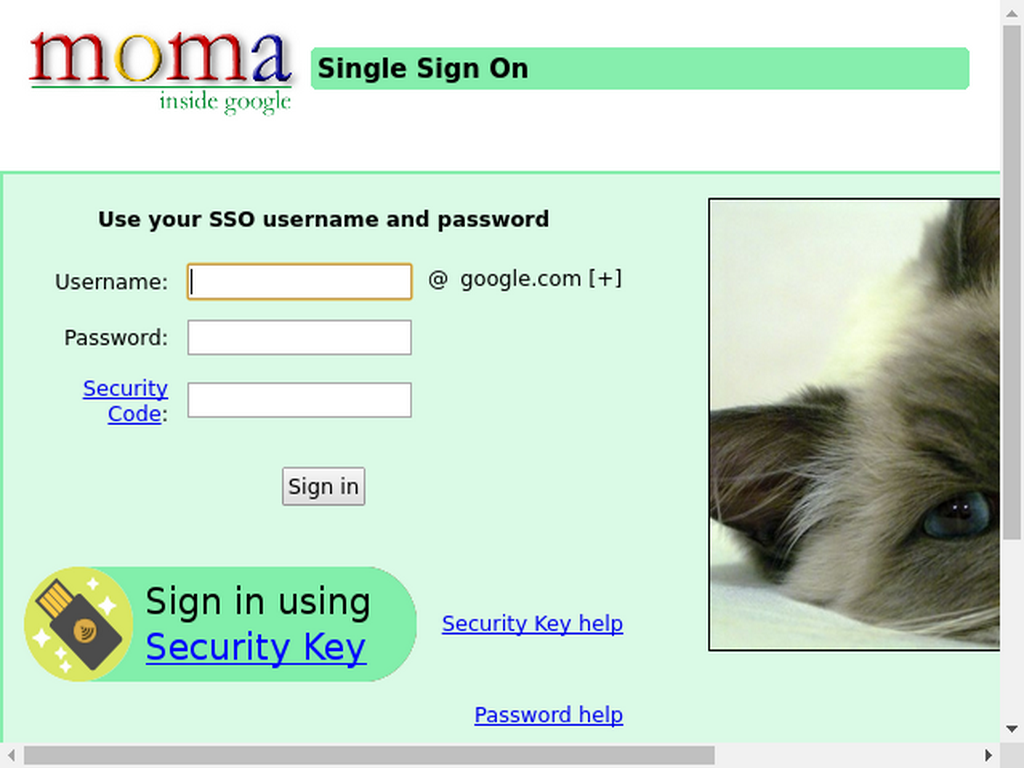 moma
inside google
Single Sign On
Use your SSO username and password
Username:
@ google.com [+]
Password:
Security
Code:
Sign in
Sign in using
Security Key
Security Key help
Password help